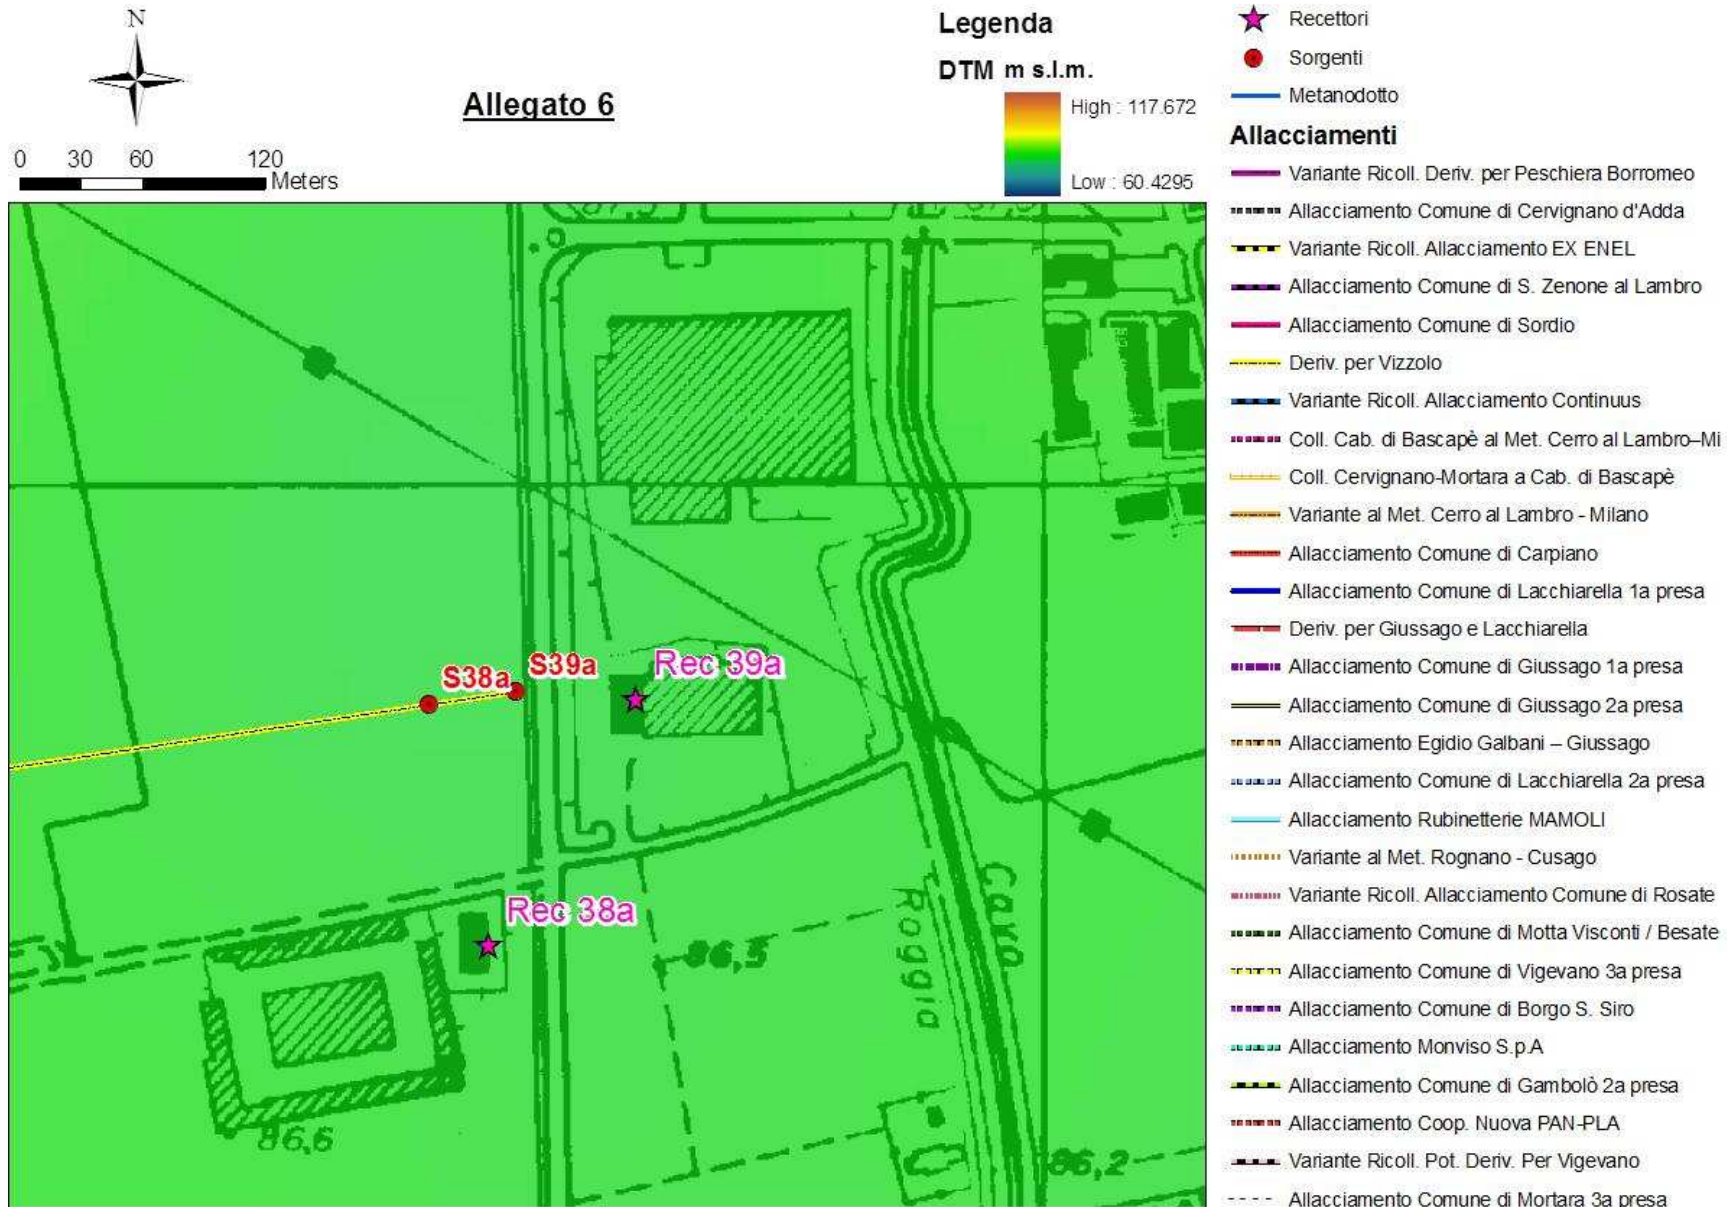 N
Allegato 6
0 30 60 120
Meters
Legenda
DTM m s.l.m.
High : 117.672
Low : 60.4295
Recettori
Sorgenti
Metanodotto
Allacciamenti
Variante Ricoll. Deriv. per Peschiera Borromeo
Allacciamento Comune di Cervignano d'Adda
Variante Ricoll. Allacciamento EX ENEL
Allacciamento Comune di S. Zenone al Lambro
Allacciamento Comune di Sordio
Deriv. per Vizzolo
Variante Ricoll. Allacciamento Continuus
Coll. Cab. di Bascapè al Met. Cerro al Lambro–Mi
Coll. Cervignano-Mortara a Cab. di Bascapè
Variante al Met. Cerro al Lambro - Milano
Allacciamento Comune di Carpiano
Allacciamento Comune di Lacchiarella 1a presa
Deriv. per Giussago e Lacchiarella
Allacciamento Comune di Giussago 1a presa
Allacciamento Comune di Giussago 2a presa
Allacciamento Egidio Galbani – Giussago
Allacciamento Comune di Lacchiarella 2a presa
Allacciamento Rubinetterie MAMOLI
Variante al Met. Rognano - Cusago
Variante Ricoll. Allacciamento Comune di Rosate
Allacciamento Comune di Motta Visconti / Besate
Allacciamento Comune di Vigevano 3a presa
Allacciamento Comune di Borgo S. Siro
Allacciamento Monviso S.p.A
Allacciamento Comune di Gambolò 2a presa
Allacciamento Coop. Nuova PAN-PLA
Variante Ricoll. Pot. Deriv. Per Vigevano
Allacciamento Comune di Mortara 3a presa
S38a
S39a
Rec 39a
Rec 38a
86,5
Roggia
Cavo
86,6
86,2